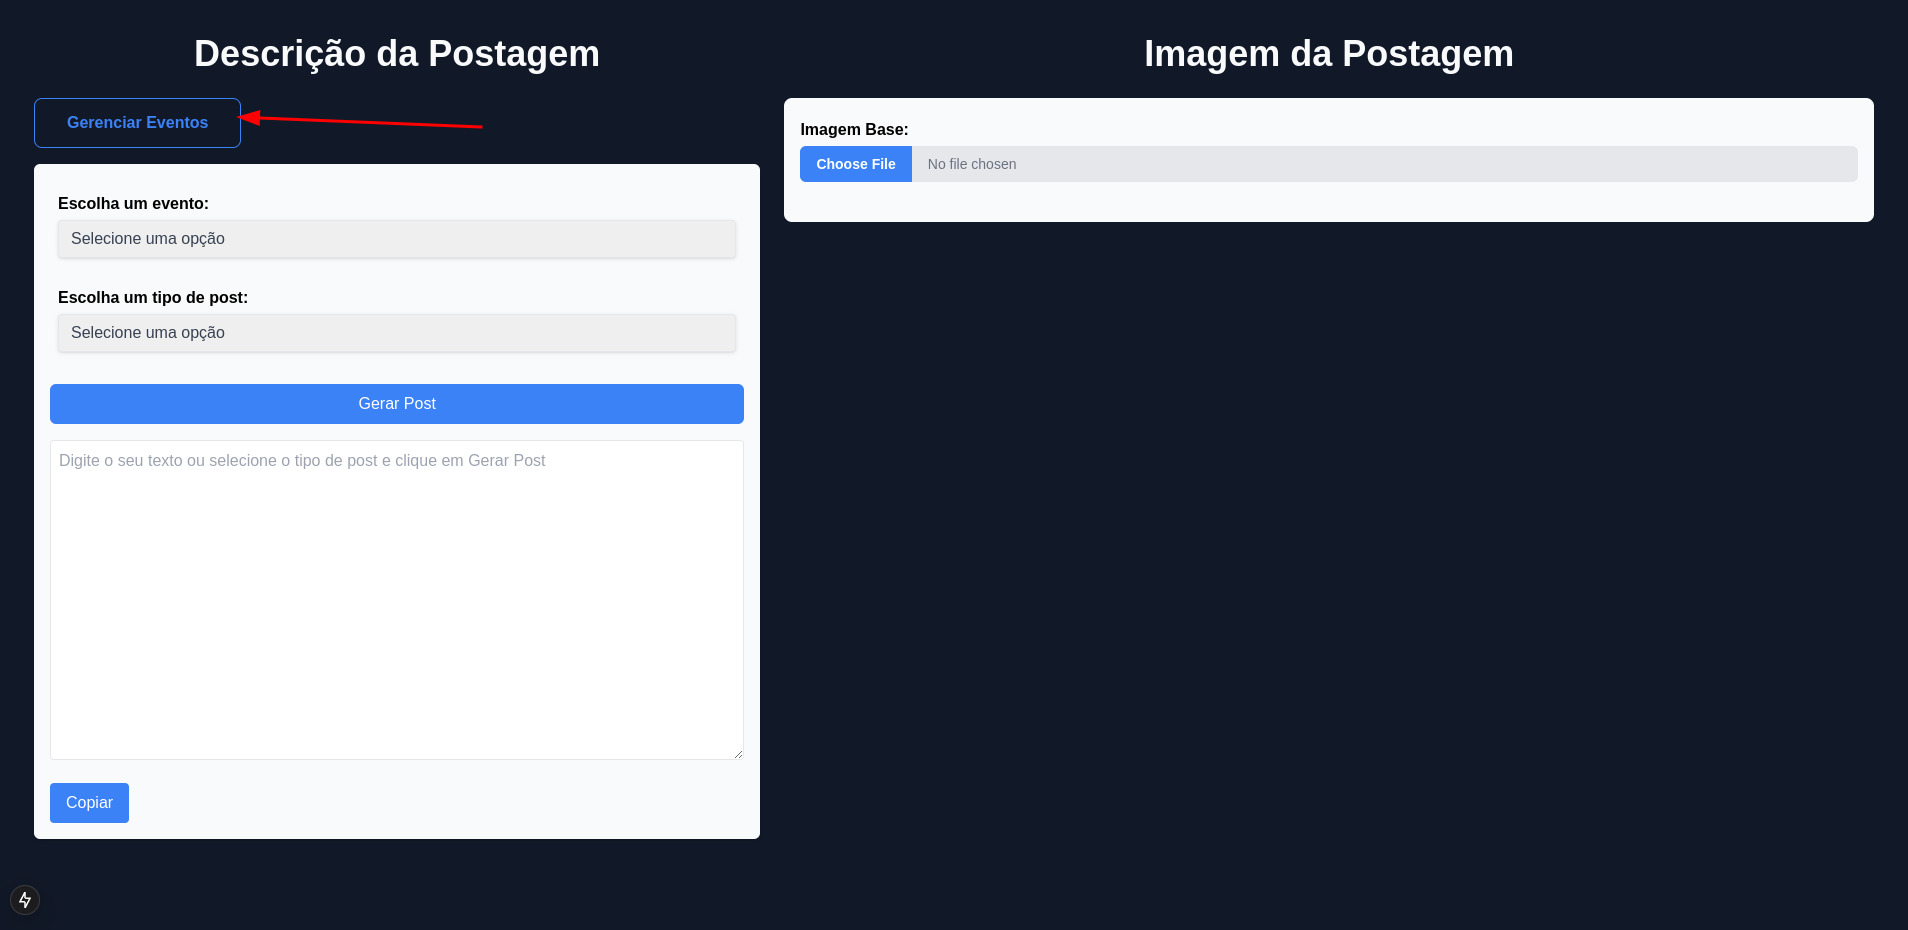 Descrição da Postagem
Gerenciar Eventos
Escolha um evento:
Selecione uma opção
Escolha um tipo de post:
Selecione uma opção
Gerar Post
Digite o seu texto ou selecione o tipo de post e clique em Gerar Post
Copiar
Imagem da Postagem
Imagem Base:
Choose File No file chosen